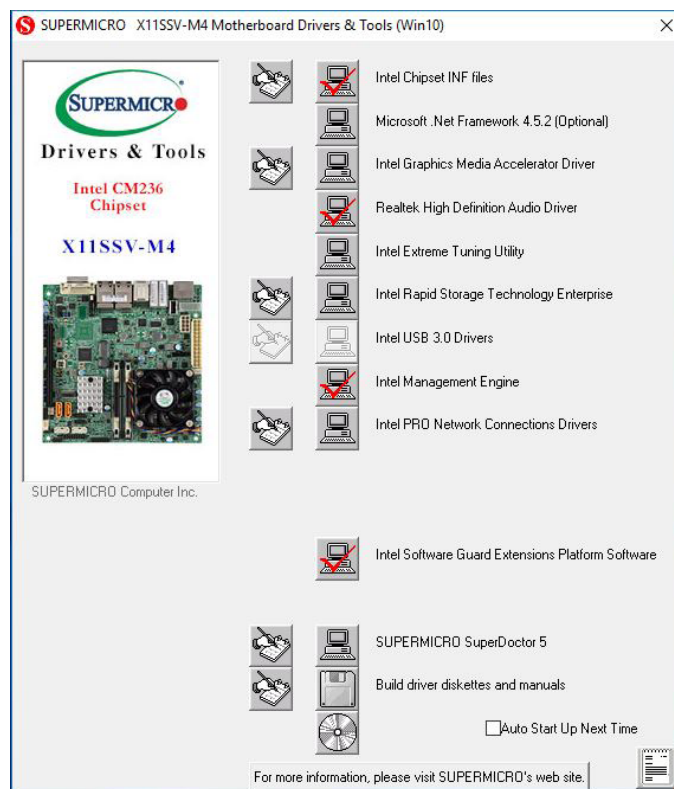 SUPERMICRO X11SSV-M4 Motherboard Drivers & Tools (Win10)
SUPERMICR
Drivers & Tools
Intel CM236
Chipset
X11SSV-M4
SUPERMICRO Computer Inc.
Intel Chipset INF files
Microsoft .Net Framework 4.5.2 (Optional)
Intel Graphics Media Accelerator Driver
Realtek High Definition Audio Driver
Intel Extreme Tuning Utility
Intel Rapid Storage Technology Enterprise
Intel USB 3.0 Drivers
Intel Management Engine
Intel PRO Network Connections Drivers
Intel Software Guard Extensions Platform Software
SUPERMICRO SuperDoctor 5
Build driver diskettes and manuals
Auto Start Up Next Time
For more information, please visit SUPERMICRO's web site.